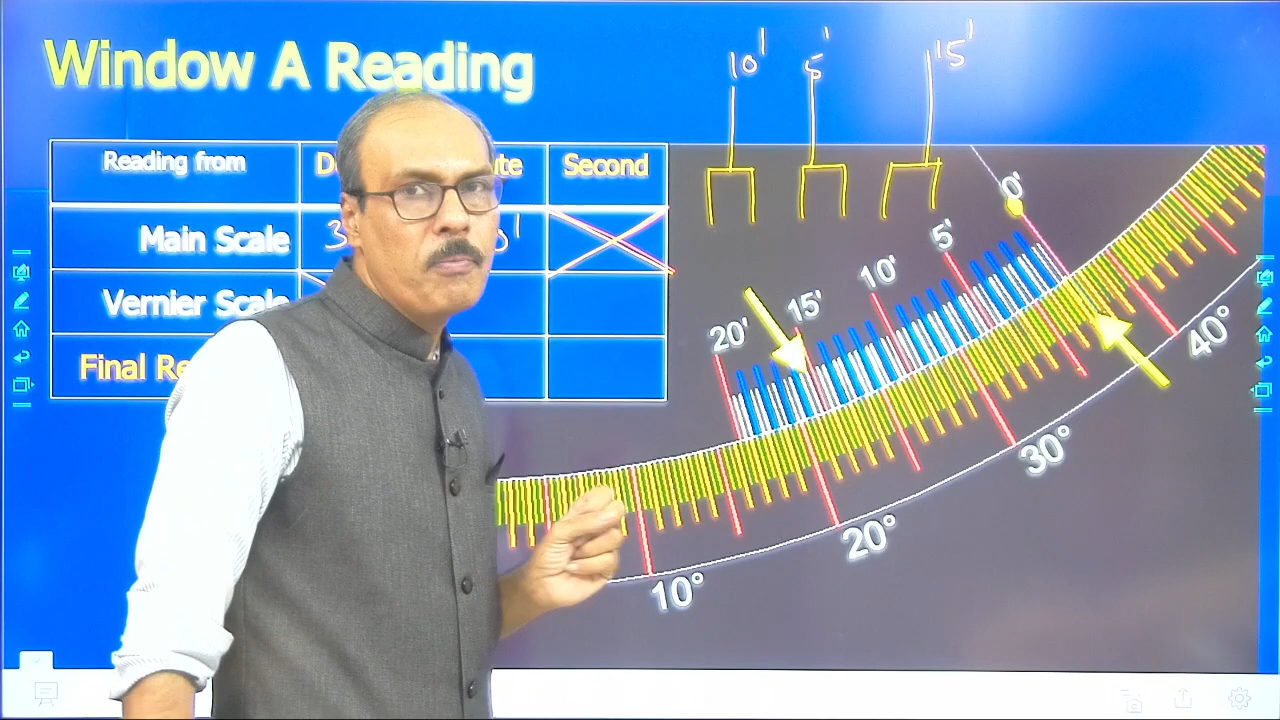 Window A Reading
10' 5' 15'
Reading from Second
Main Scale 3
Vernier Scale
Final Re
0'
5'
10'
15'
20'
40°
30°
20°
10°